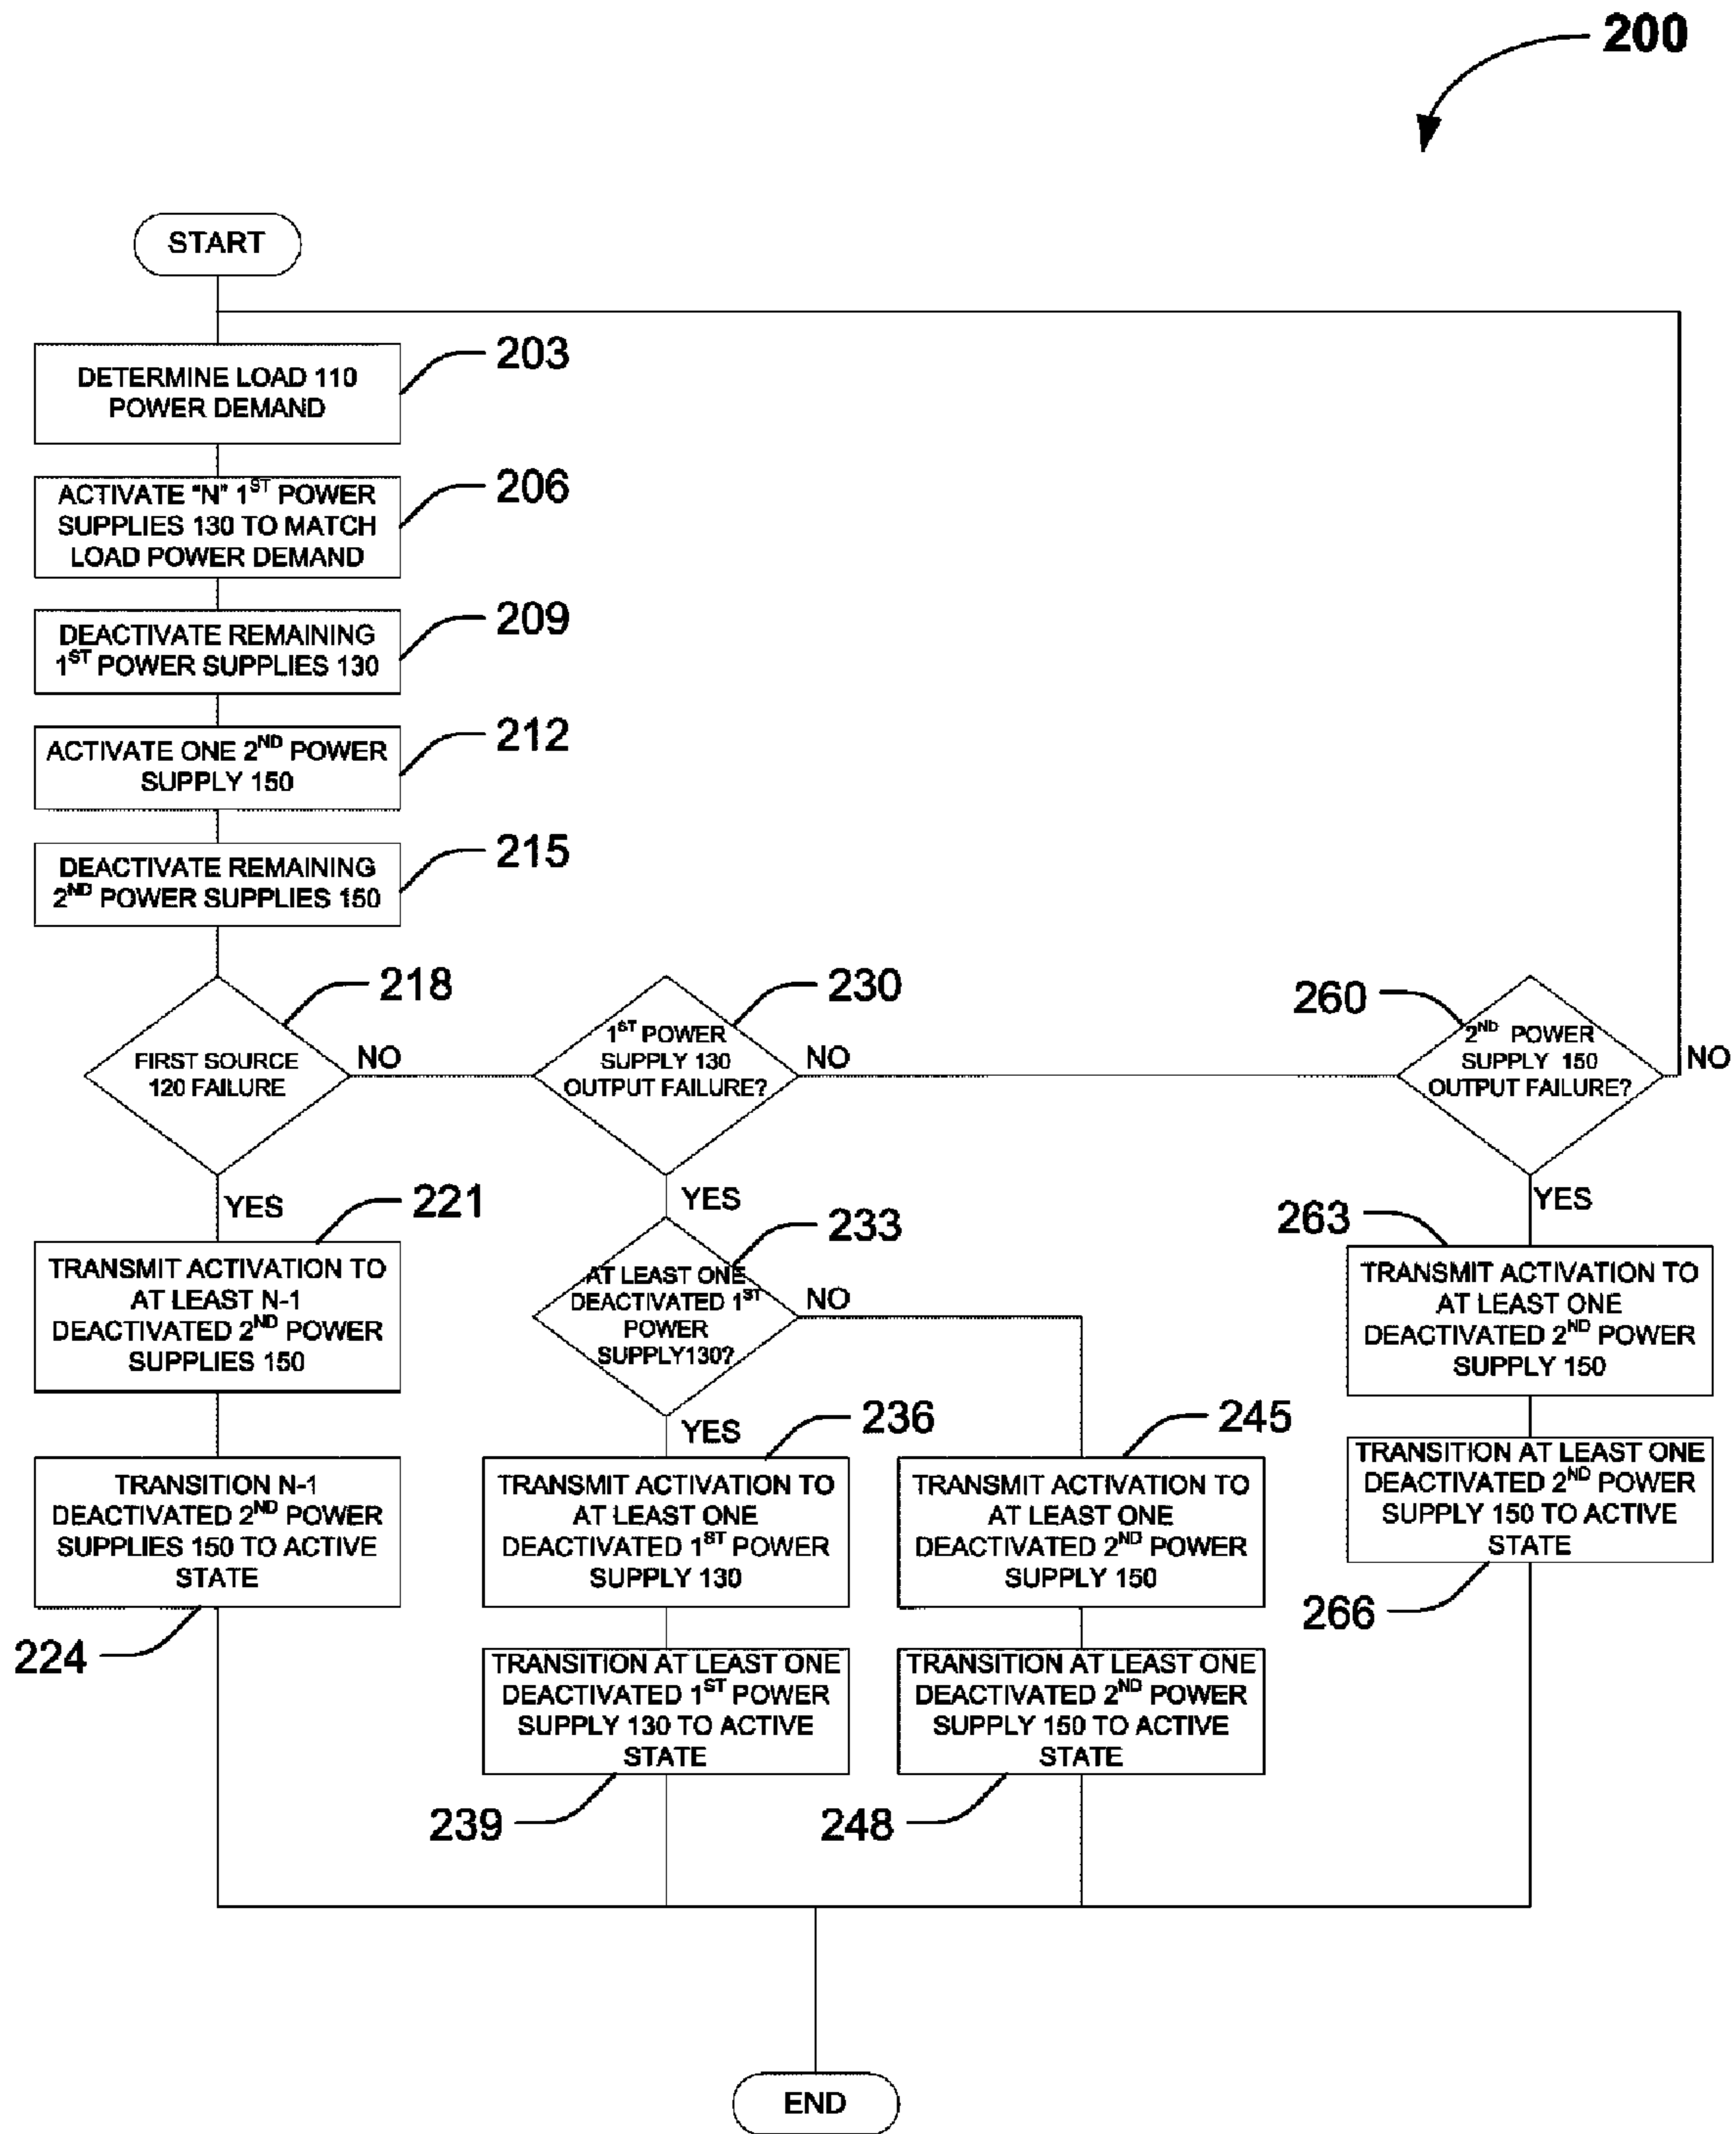 200
START
203
DETERMINE LOAD 110
POWER DEMAND
206
ACTIVATE "N" 1ST POWER
SUPPLIES 130 TO MATCH
LOAD POWER DEMAND
209
DEACTIVATE REMAINING
1ST POWER SUPPLIES 130
212
ACTIVATE ONE 2ND POWER
SUPPLY 150
215
DEACTIVATE REMAINING
2ND POWER SUPPLIES 150
218
FIRST SOURCE
120 FAILURE
NO
YES
230
1ST POWER
SUPPLY 130
OUTPUT FAILURE?
NO
YES
260
2ND POWER
SUPPLY 150
OUTPUT FAILURE?
NO
YES
221
TRANSMIT ACTIVATION TO
AT LEAST N-1
DEACTIVATED 2ND POWER
SUPPLIES 150
233
AT LEAST ONE
DEACTIVATED 1ST
POWER
SUPPLY130?
NO
YES
263
TRANSMIT ACTIVATION TO
AT LEAST ONE
DEACTIVATED 2ND POWER
SUPPLY 150
TRANSITION N-1
DEACTIVATED 2ND POWER
SUPPLIES 150 TO ACTIVE
STATE
224
236
TRANSMIT ACTIVATION TO
AT LEAST ONE
DEACTIVATED 1ST POWER
SUPPLY 130
245
TRANSMIT ACTIVATION TO
AT LEAST ONE
DEACTIVATED 2ND POWER
SUPPLY 150
TRANSITION AT LEAST ONE
DEACTIVATED 2ND POWER
SUPPLY 150 TO ACTIVE
STATE
266
TRANSITION AT LEAST ONE
DEACTIVATED 1ST POWER
SUPPLY 130 TO ACTIVE
STATE
239
TRANSITION AT LEAST ONE
DEACTIVATED 2ND POWER
SUPPLY 150 TO ACTIVE
STATE
248
END